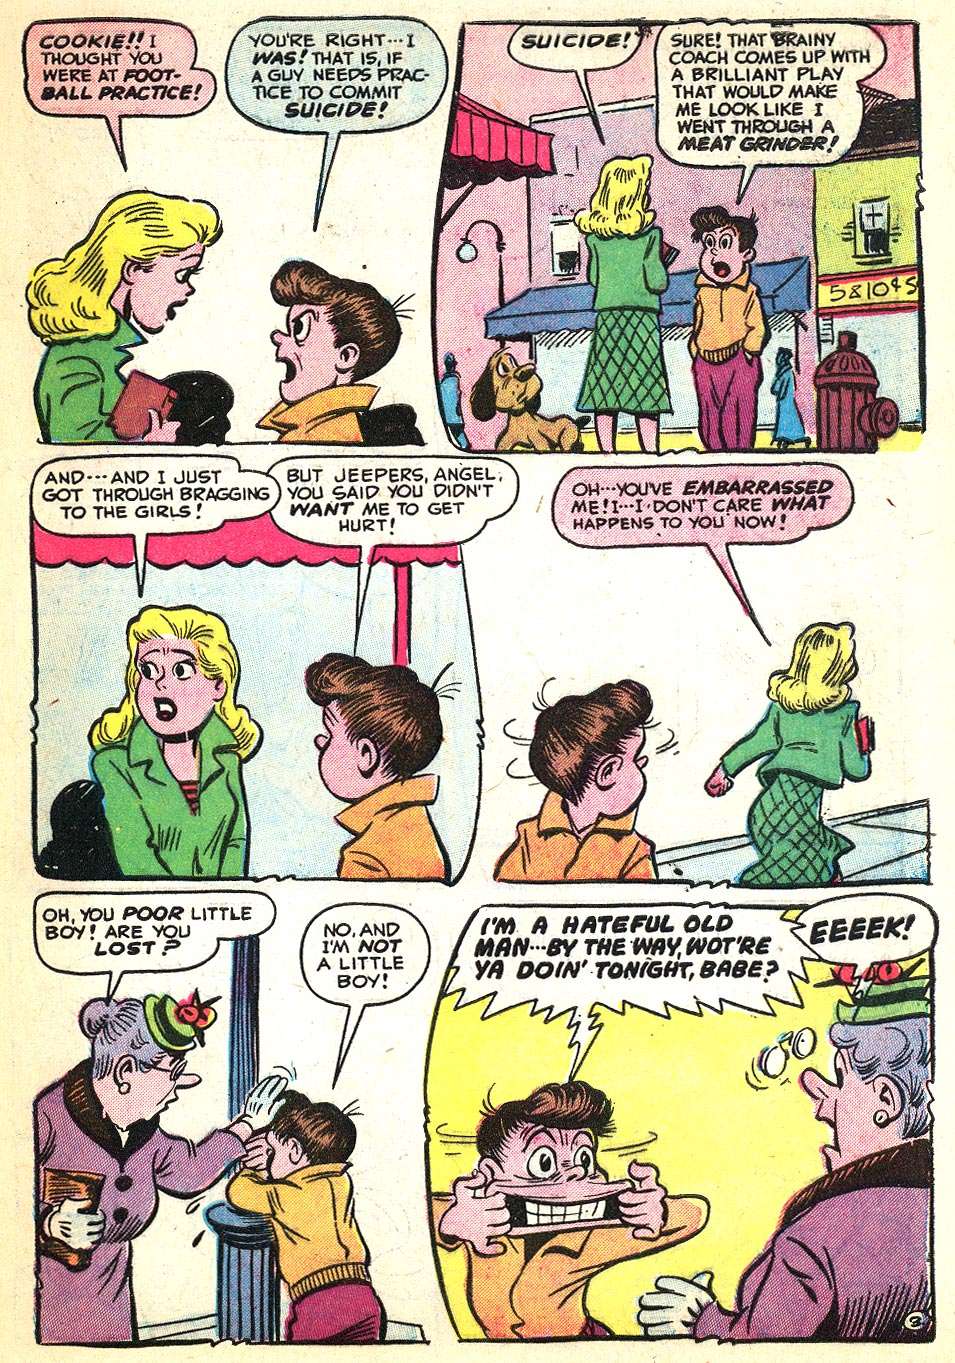 COOKIE!! I
THOUGHT YOU
WERE AT FOOT-
BALL PRACTICE!
YOU'RE RIGHT---I
WAS! THAT IS, IF
A GUY NEEDS PRAC-
TICE TO COMMIT
SUICIDE!
SUICIDE!
SURE! THAT BRAINY
COACH COMES UP WITH
A BRILLIANT PLAY
THAT WOULD MAKE
ME LOOK LIKE I
WENT THROUGH A
MEAT GRINDER!
5&10¢S
AND---AND I JUST
GOT THROUGH BRAGGING
TO THE GIRLS!
BUT JEEPERS, ANGEL,
YOU SAID YOU DIDN'T
WANT ME TO GET
HURT!
OH---YOU'VE EMBARRASSED
ME! I---I DON'T CARE WHAT
HAPPENS TO YOU NOW!
OH, YOU POOR LITTLE
BOY! ARE YOU
LOST?
NO, AND
I'M NOT
A LITTLE
BOY!
I'M A HATEFUL OLD
MAN---BY THE WAY, WOT'RE
YA DOIN' TONIGHT, BABE?
EEEEK!
3